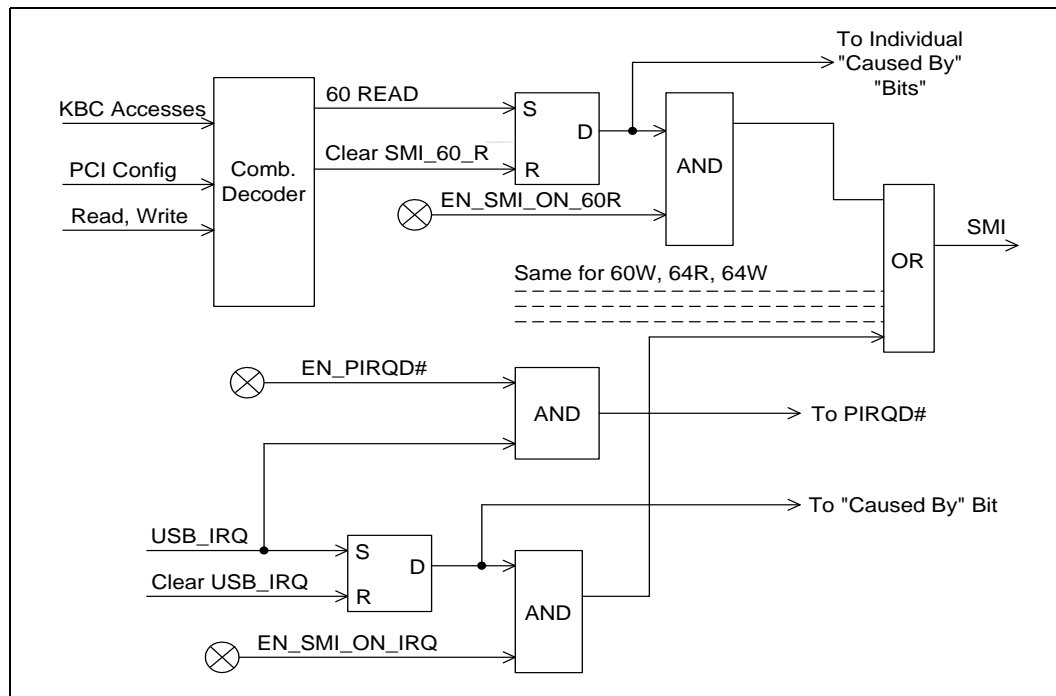 To Individual
"Caused By"
"Bits"
KBC Accesses
60 READ
S
D
PCI Config
Comb.
Decoder
Clear SMI_60_R
R
AND
Read, Write
EN_SMI_ON_60R
SMI
OR
Same for 60W, 64R, 64W
EN_PIRQD#
AND
To PIRQD#
To "Caused By" Bit
USB_IRQ
S
D
Clear USB_IRQ
R
AND
EN_SMI_ON_IRQ